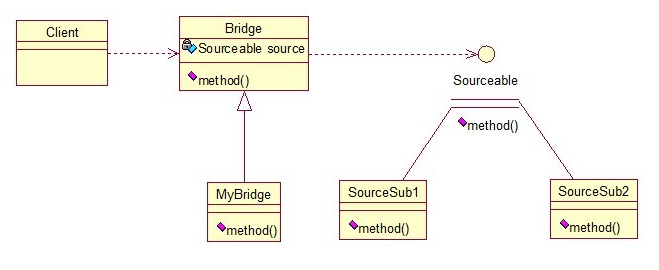 Client
Bridge
Sourceable source
method()
Sourceable
method()
MyBridge
method()
SourceSub1
method()
SourceSub2
method()